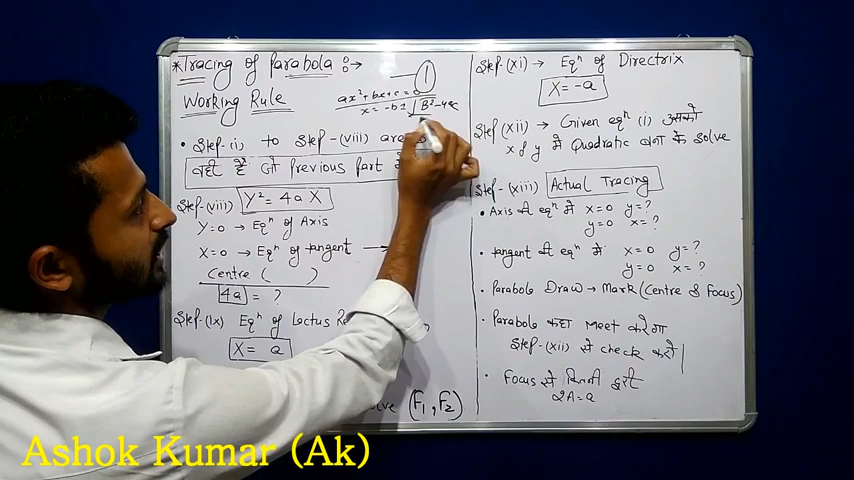 *Tracing of Parabola :→
Working Rule
①
ax²+bx+c=0
x = -b±√B²-4ac
• Step-(i) to Step-(viii) are
वही है जो Previous Part
Step-(viii) Y²=4a X
Y=0 → Eqⁿ of Axis
X=0 → Eqⁿ of tangent →
Centre ( )
4a = ?
Step-(ix) Eqⁿ of Lactus
X = a
Solve (F₁, F₂)
Step-(xi) → Eqⁿ of Directrix
X = -a
Step-(xii) → Given eqⁿ (i) उसको
x & y में Quadratic बना के Solve
Step-(xiii) Actual Tracing
• Axis की eqⁿ में x=0 y=?
y=0 x=?
• tangent की eqⁿ में x=0 y=?
y=0 x=?
• Parabola Draw → Mark (Centre & Focus)
• Parabola कहा Meet करेगा
Step-(xii) से check करो
• Focus से कितनी दूरी
2A=a
Ashok Kumar (Ak)